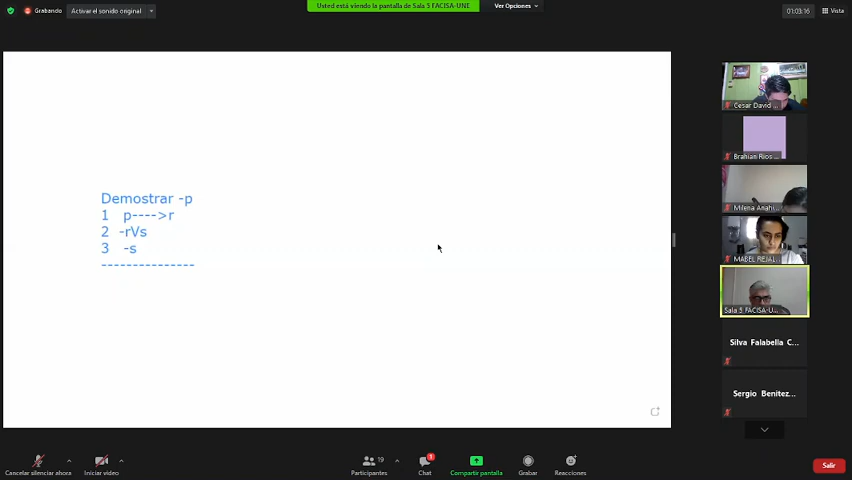 Grabando
Activar el sonido original
Usted está viendo la pantalla de Sala 5 FACISA-UNE
Ver Opciones
01:03:16
Vista
Demostrar -p
1 p---->r
2 -rVs
3 -s
---------------
Cesar David ...
Brahian Rios ...
Milena Anahi...
MABEL REJAL...
Sala 5 FACISA-U...
Silva Falabella C...
Sergio Benitez...
Cancelar silenciar ahora
Iniciar video
19
Participantes
1
Chat
Compartir pantalla
Grabar
Reacciones
Salir